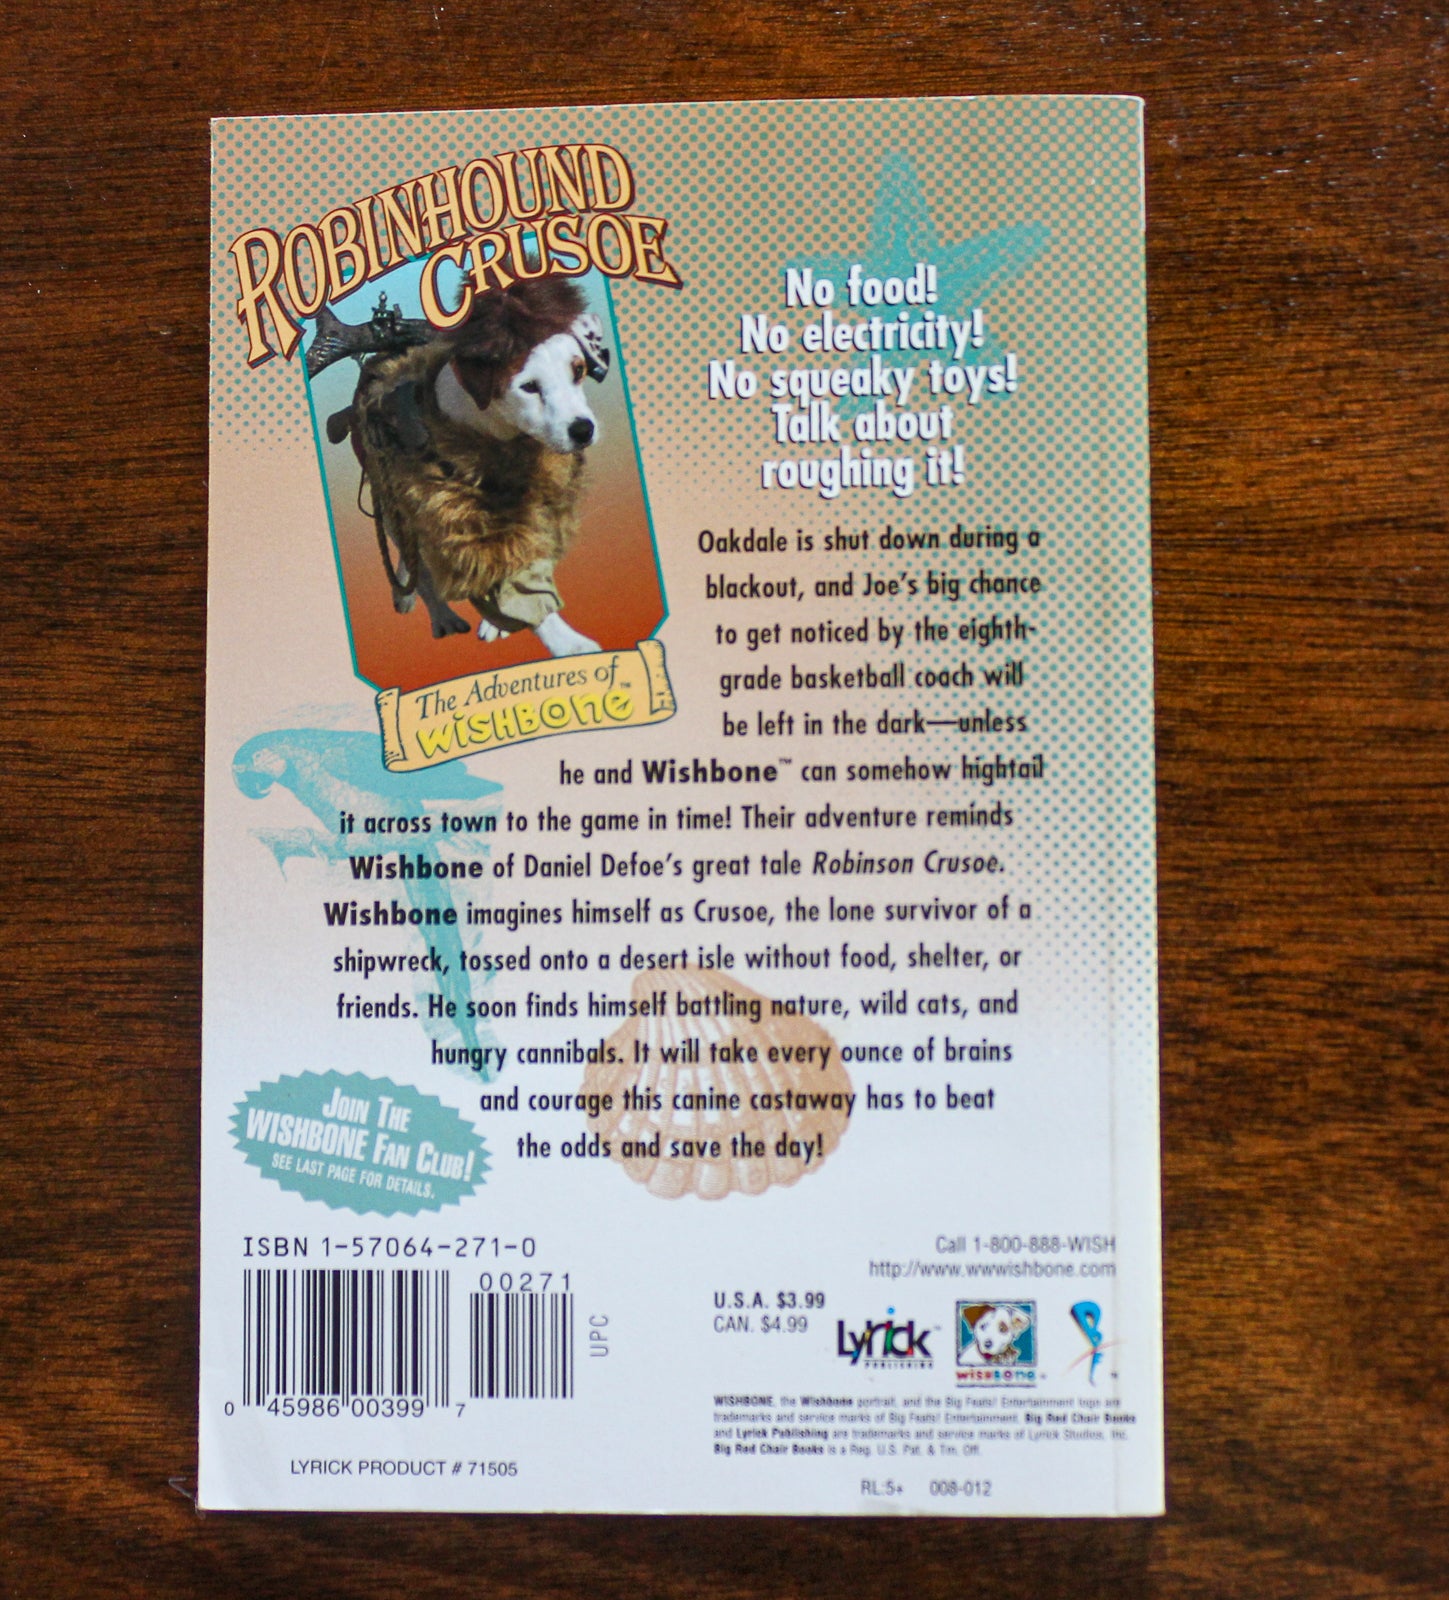 ROBINHOUND
CRUSOE
The Adventures of
WISHBONE™
No food!
No electricity!
No squeaky toys!
Talk about
roughing it!
Oakdale is shut down during a
blackout, and Joe's big chance
to get noticed by the eighth-
grade basketball coach will
be left in the dark—unless
he and Wishbone™ can somehow hightail
it across town to the game in time! Their adventure reminds
Wishbone of Daniel Defoe's great tale Robinson Crusoe.
Wishbone imagines himself as Crusoe, the lone survivor of a
shipwreck, tossed onto a desert isle without food, shelter, or
friends. He soon finds himself battling nature, wild cats, and
hungry cannibals. It will take every ounce of brains
and courage this canine castaway has to beat
the odds and save the day!
JOIN THE
WISHBONE FAN CLUB!
SEE LAST PAGE FOR DETAILS.
ISBN 1-57064-271-0
00271
UPC
0 45986 00399 7
LYRICK PRODUCT # 71505
Call 1-800-888-WISH
http://www.wwwishbone.com
U.S.A. $3.99
CAN. $4.99
Lyrick™
PUBLISHING
WISHBONE™
BF™
WISHBONE, the Wishbone portrait, and the Big Feats! Entertainment logo are
trademarks and service marks of Big Feats! Entertainment. Big Red Chair Books
and Lyrick Publishing are trademarks and service marks of Lyrick Studios, Inc.
Big Red Chair Books is a Reg. U.S. Pat. & Tm. Off.
RL:5+ 008-012